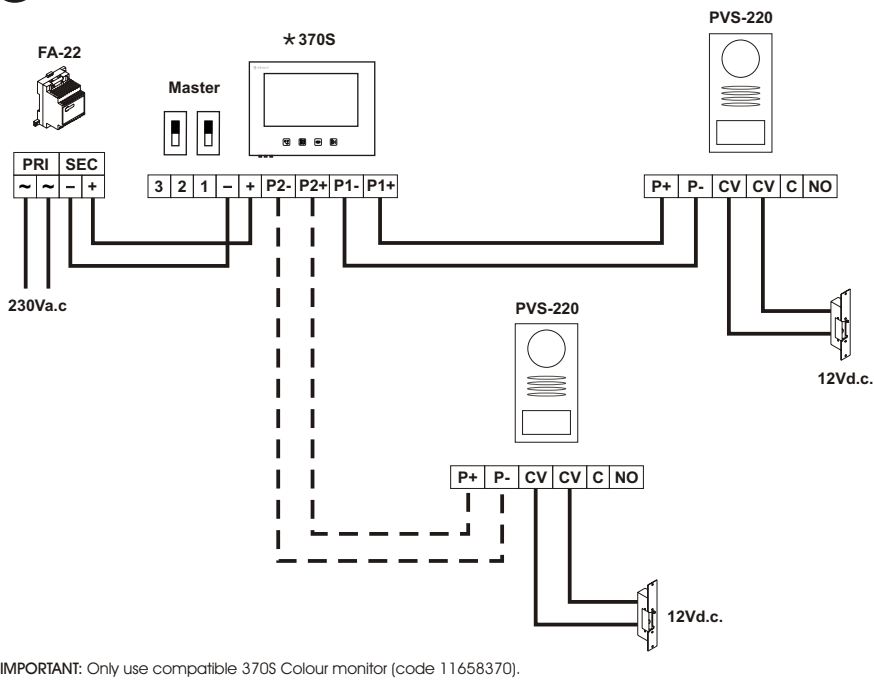 PVS-220
*370S
FA-22
Master
PRI SEC
~ ~ – +
3 2 1 – + P2- P2+ P1- P1+
P+ P- CV CV C NO
230Va.c
PVS-220
12Vd.c.
P+ P- CV CV C NO
12Vd.c.
IMPORTANT: Only use compatible 370S Colour monitor (code 11658370).